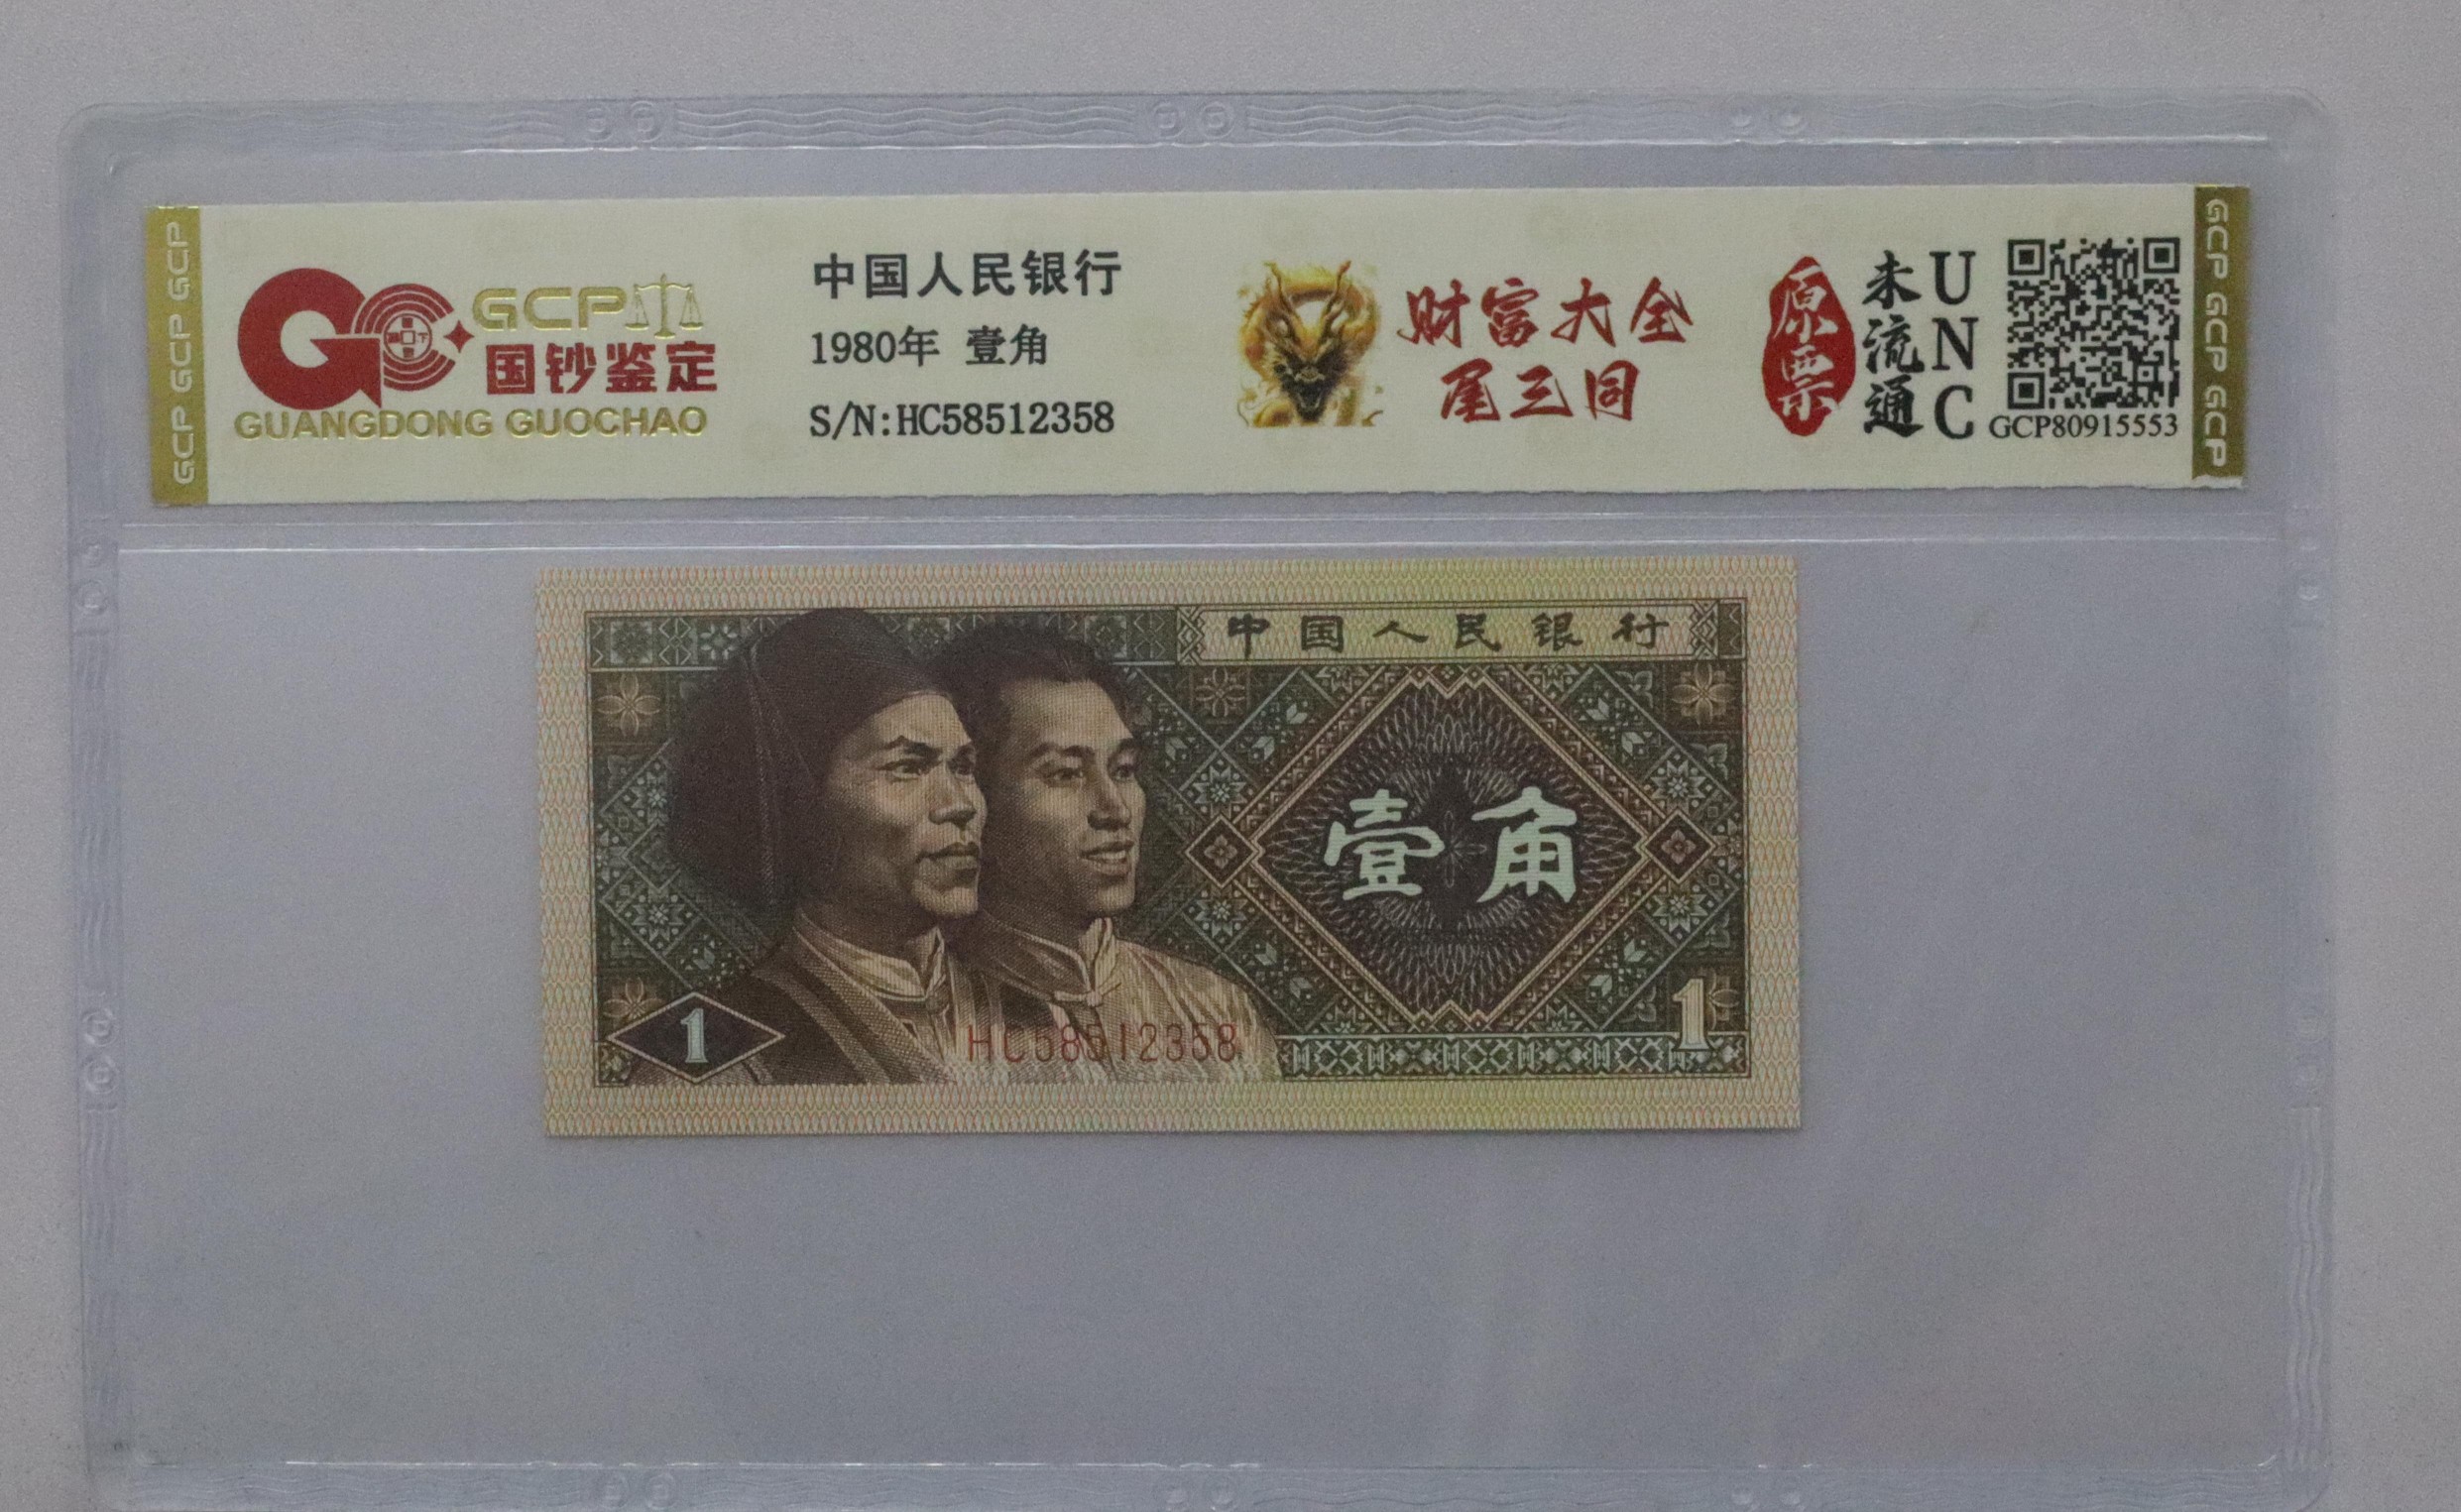 GCP GCP GCP
GCP
国钞鉴定
GUANGDONG GUOCHAO
中国人民银行
1980年 壹角
S/N:HC58512358
财富大全
尾三同
原票
未流通
UNC
GCP80915553
GCP GCP GCP
中国人民银行
壹角
1
HC58512358
1